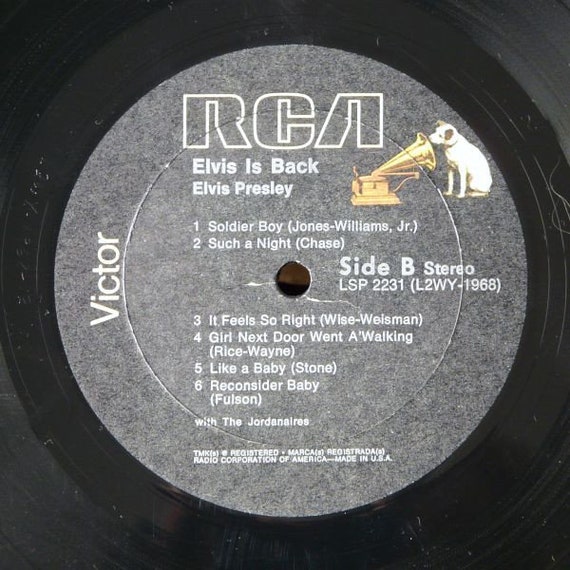 RCA
Elvis Is Back
Elvis Presley
1 Soldier Boy (Jones-Williams, Jr.)
2 Such a Night (Chase)
Side B Stereo
LSP 2231 (L2WY-1968)
Victor
3 It Feels So Right (Wise-Weisman)
4 Girl Next Door Went A'Walking
(Rice-Wayne)
5 Like a Baby (Stone)
6 Reconsider Baby
(Fulson)
with The Jordanaires
TMK(s) ® REGISTERED • MARCA(s) REGISTRADA(s)
RADIO CORPORATION OF AMERICA—MADE IN U.S.A.